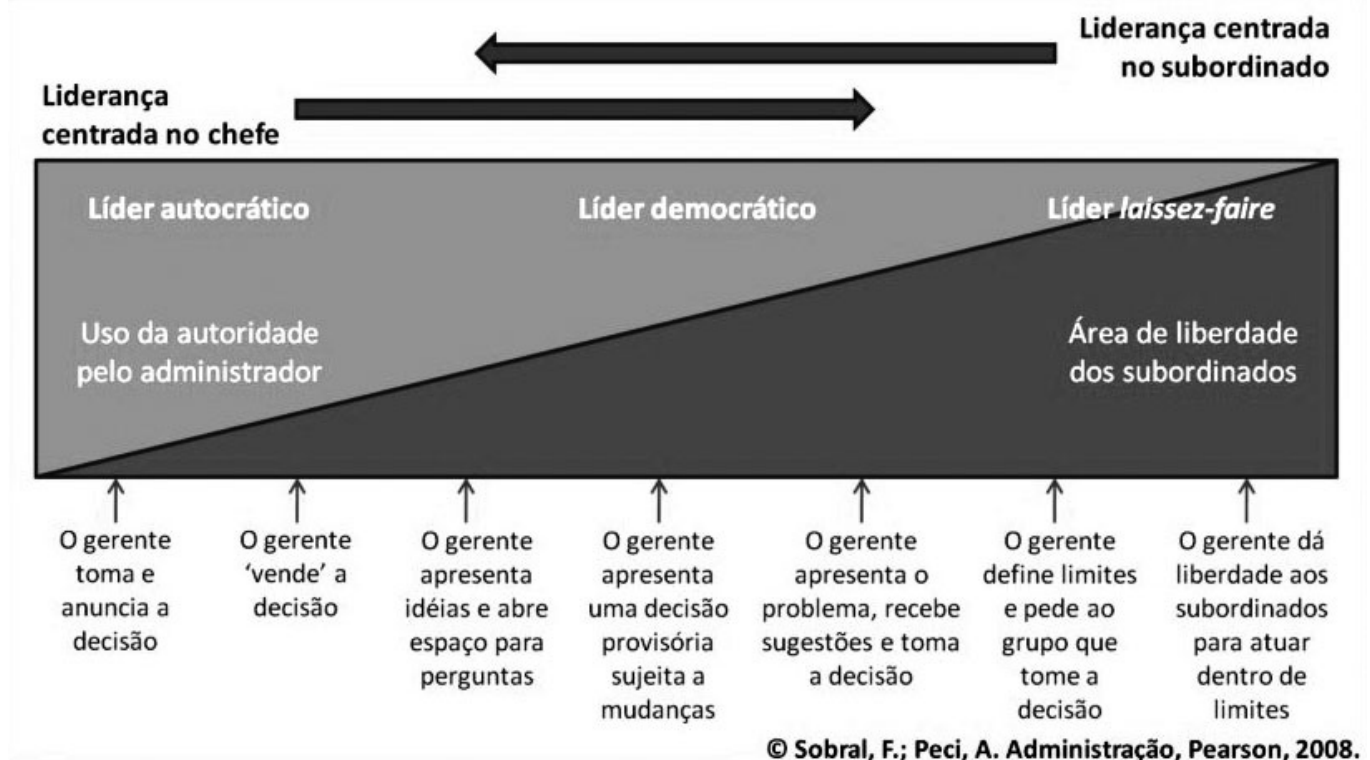 Liderança centrada
no subordinado
Liderança
centrada no chefe
Líder autocrático
Líder democrático
Líder laissez-faire
Uso da autoridade
pelo administrador
Área de liberdade
dos subordinados
O gerente
toma e
anuncia a
decisão
O gerente
‘vende’ a
decisão
O gerente
apresenta
idéias e abre
espaço para
perguntas
O gerente
apresenta
uma decisão
provisória
sujeita a
mudanças
O gerente
apresenta o
problema, recebe
sugestões e toma
a decisão
O gerente
define limites
e pede ao
grupo que
tome a
decisão
O gerente dá
liberdade aos
subordinados
para atuar
dentro de
limites
© Sobral, F.; Peci, A. Administração, Pearson, 2008.